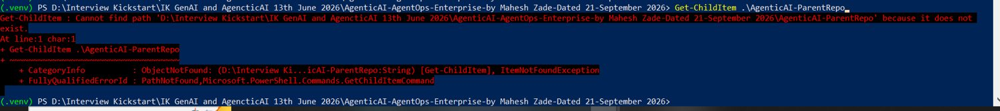 (.venv) PS D:\Interview Kickstart\IK GenAI and AgencticAI 13th June 2026\AgenticAI-AgentOps-Enterprise-by Mahesh Zade-Dated 21-September 2026> Get-ChildItem .\AgenticAI-ParentRepo
Get-ChildItem : Cannot find path 'D:\Interview Kickstart\IK GenAI and AgencticAI 13th June 2026\AgenticAI-AgentOps-Enterprise-by Mahesh Zade-Dated 21-September 2026\AgenticAI-ParentRepo' because it does not
exist.
At line:1 char:1
+ Get-ChildItem .\AgenticAI-ParentRepo
+ ~~~~~~~~~~~~~~~~~~~~~~~~~~~~~~~~~~~~
+ CategoryInfo          : ObjectNotFound: (D:\Interview Ki...icAI-ParentRepo:String) [Get-ChildItem], ItemNotFoundException
+ FullyQualifiedErrorId : PathNotFound,Microsoft.PowerShell.Commands.GetChildItemCommand
(.venv) PS D:\Interview Kickstart\IK GenAI and AgencticAI 13th June 2026\AgenticAI-AgentOps-Enterprise-by Mahesh Zade-Dated 21-September 2026>